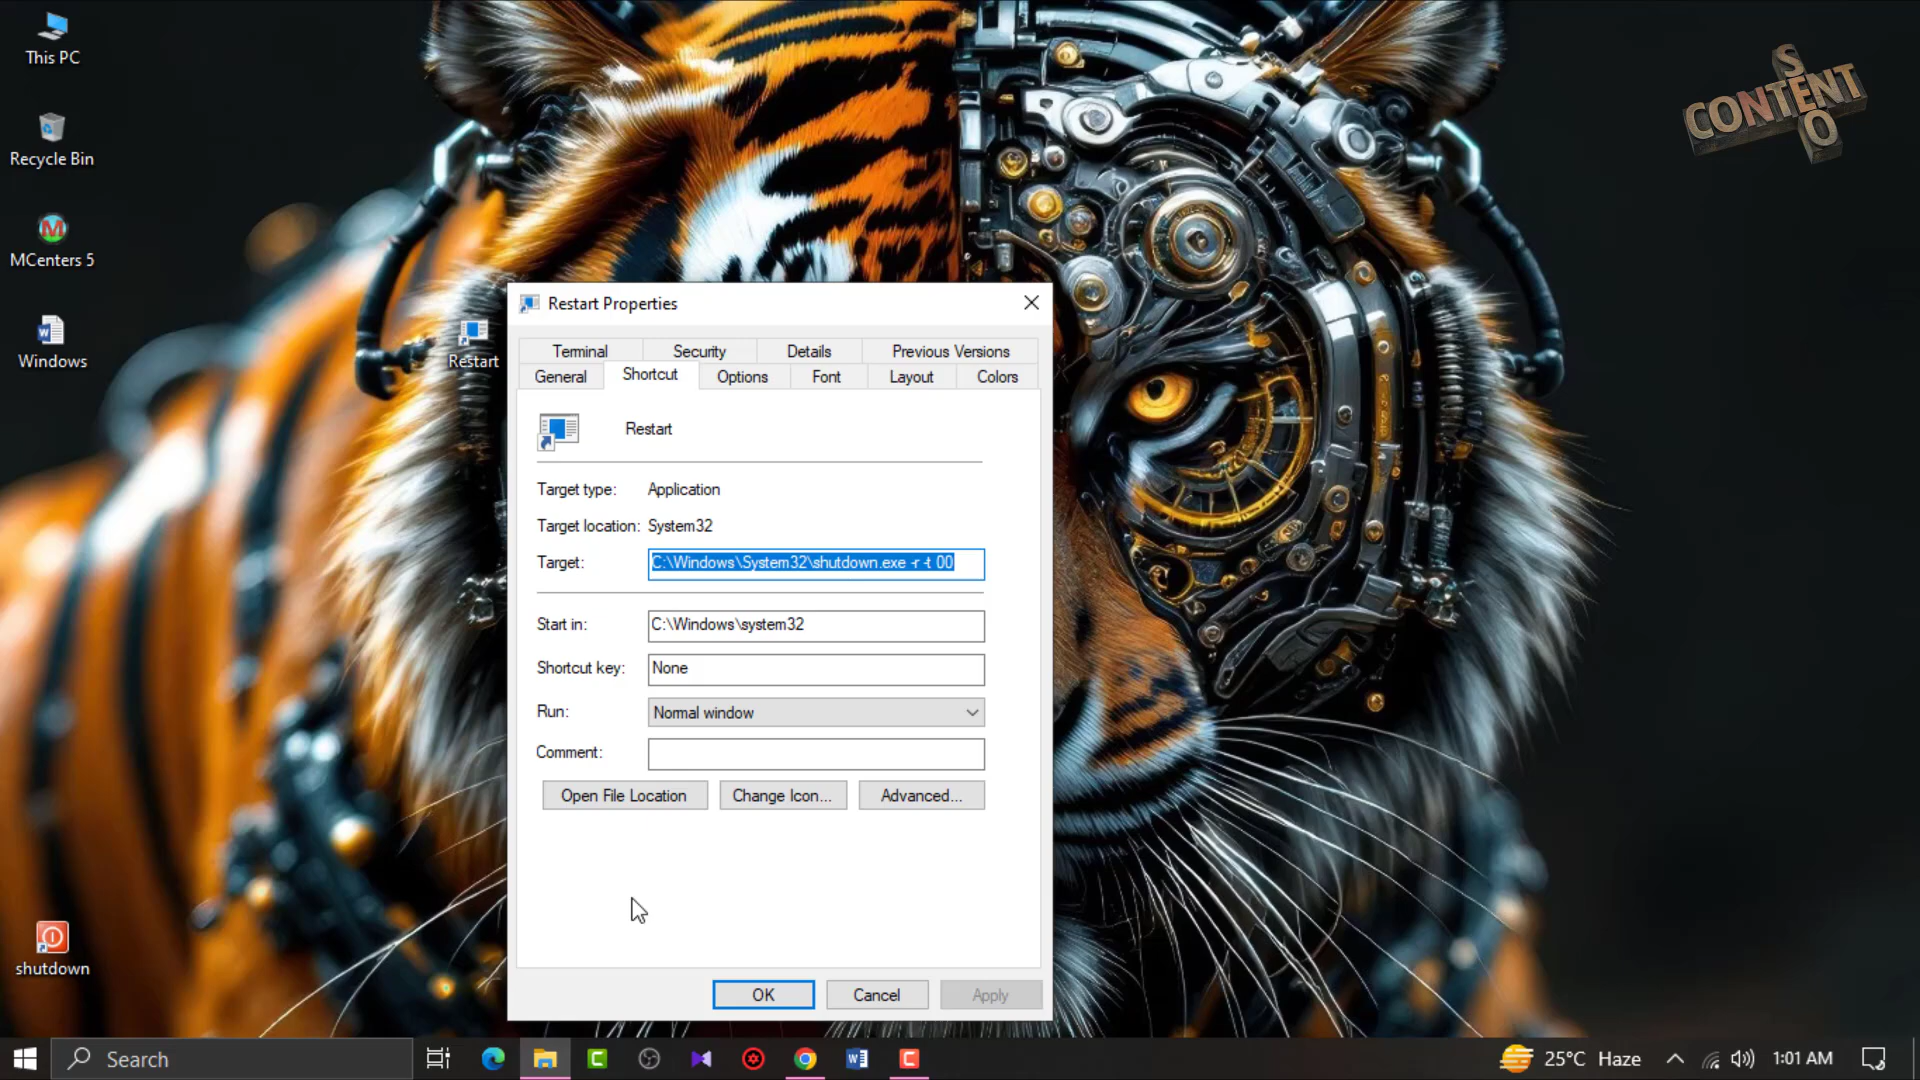 This PC
Recycle Bin
M
MCenters 5
W
Windows
Restart
shutdown
CONTENT
SEO
Restart Properties
Terminal Security Details Previous Versions
General Shortcut Options Font Layout Colors
Restart
Target type: Application
Target location: System32
Target: C:\Windows\System32\shutdown.exe -r -t 00
Start in: C:\Windows\system32
Shortcut key: None
Run: Normal window
Comment:
Open File Location Change Icon... Advanced...
OK Cancel Apply
Search
C
W
C
25°C Haze
1:01 AM